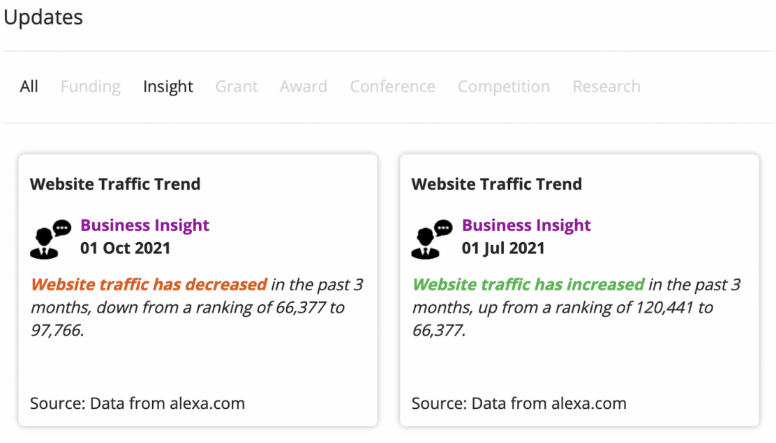 Updates
All Funding Insight Grant Award Conference Competition Research
Website Traffic Trend
Business Insight
01 Oct 2021
Website traffic has decreased in the past 3
months, down from a ranking of 66,377 to
97,766.
Source: Data from alexa.com
Website Traffic Trend
Business Insight
01 Jul 2021
Website traffic has increased in the past 3
months, up from a ranking of 120,441 to
66,377.
Source: Data from alexa.com